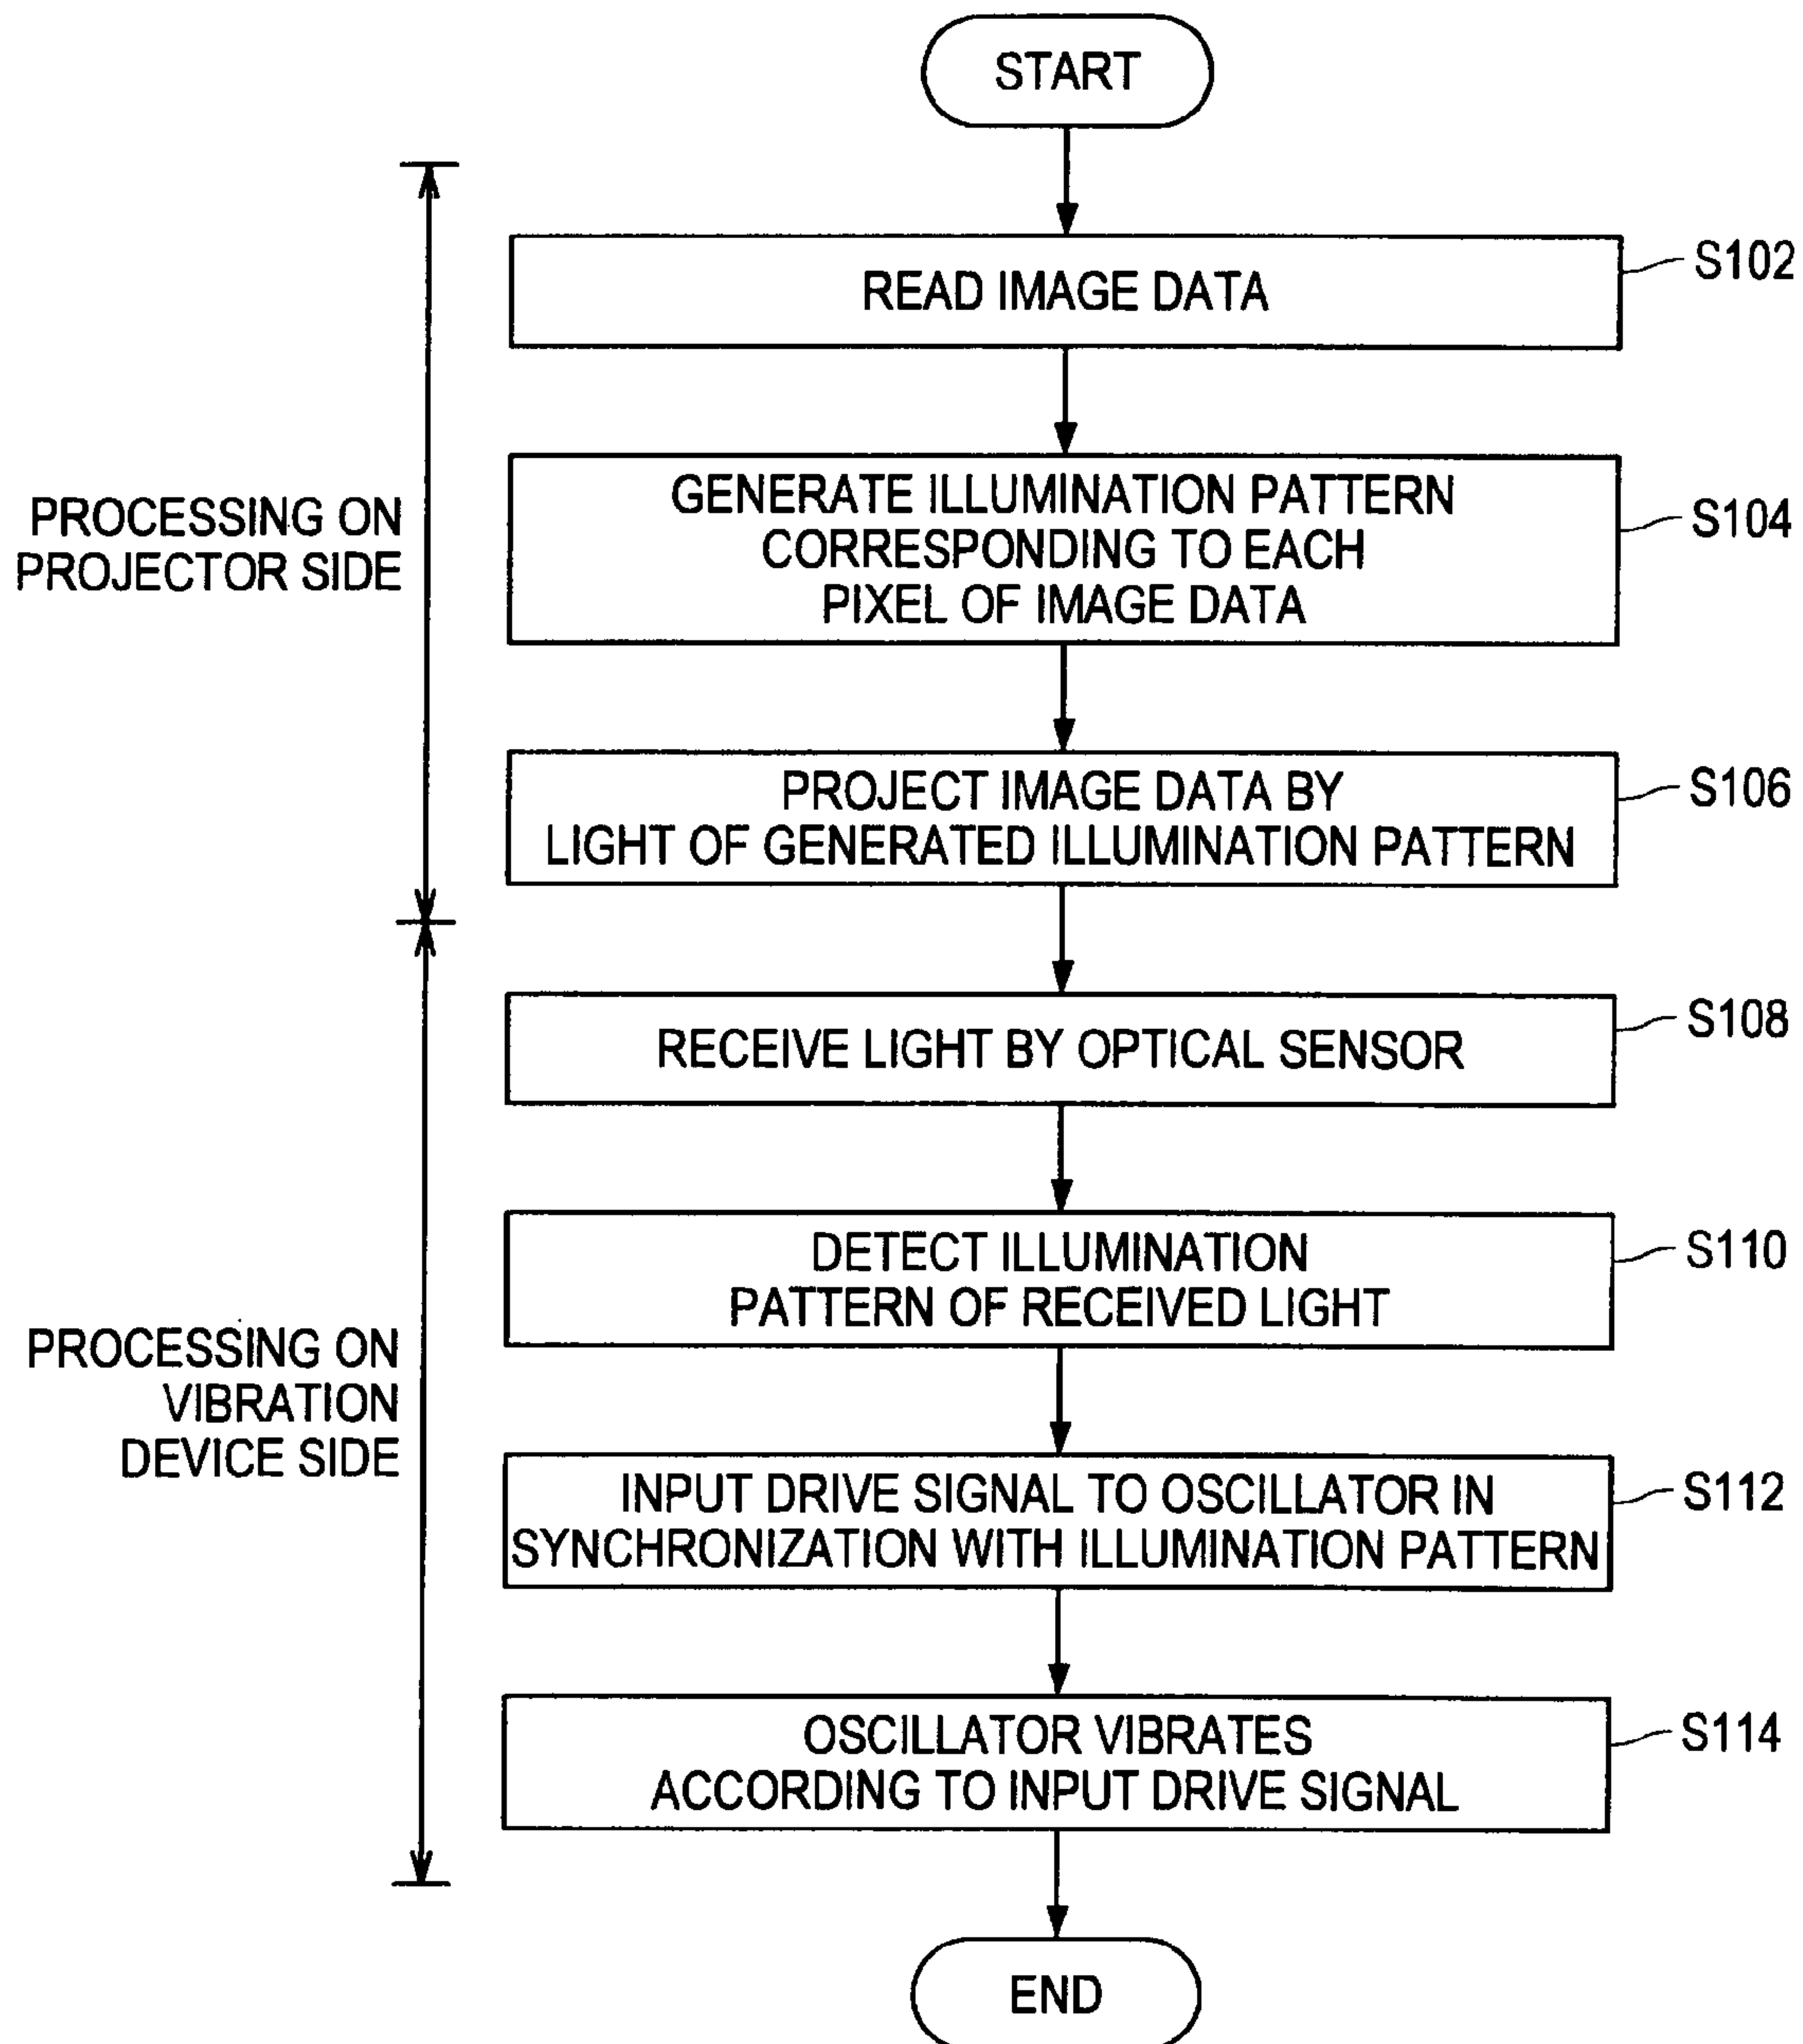 START
READ IMAGE DATA
S102
GENERATE ILLUMINATION PATTERN
CORRESPONDING TO EACH
PIXEL OF IMAGE DATA
S104
PROCESSING ON
PROJECTOR SIDE
PROJECT IMAGE DATA BY
LIGHT OF GENERATED ILLUMINATION PATTERN
S106
RECEIVE LIGHT BY OPTICAL SENSOR
S108
DETECT ILLUMINATION
PATTERN OF RECEIVED LIGHT
S110
PROCESSING ON
VIBRATION
DEVICE SIDE
INPUT DRIVE SIGNAL TO OSCILLATOR IN
SYNCHRONIZATION WITH ILLUMINATION PATTERN
S112
OSCILLATOR VIBRATES
ACCORDING TO INPUT DRIVE SIGNAL
S114
END